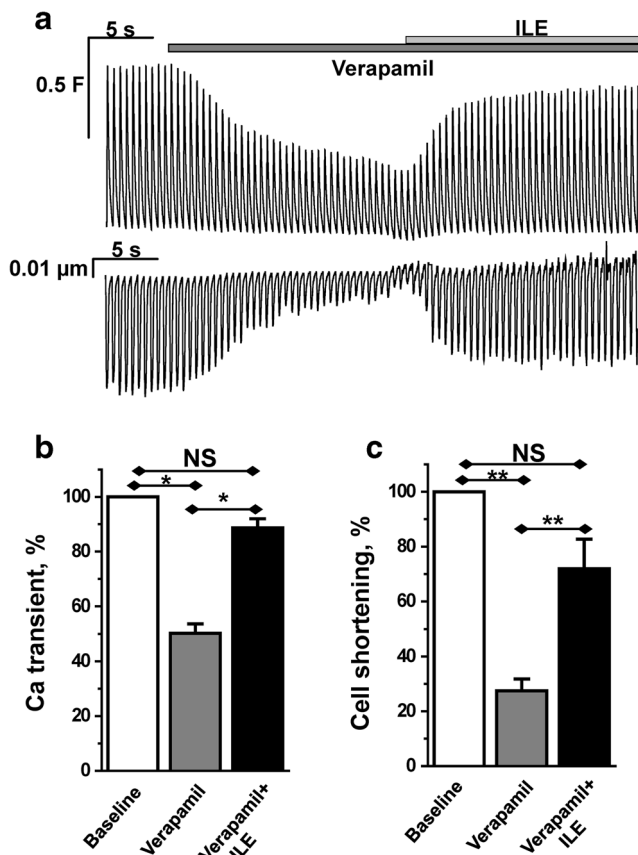 a
5 s
ILE
Verapamil
0.5 F
5 s
0.01 µm
b
NS
*
*
100
80
60
40
20
0
Ca transient, %
Baseline
Verapamil
Verapamil+
ILE
c
NS
**
**
100
80
60
40
20
0
Cell shortening, %
Baseline
Verapamil
Verapamil+
ILE